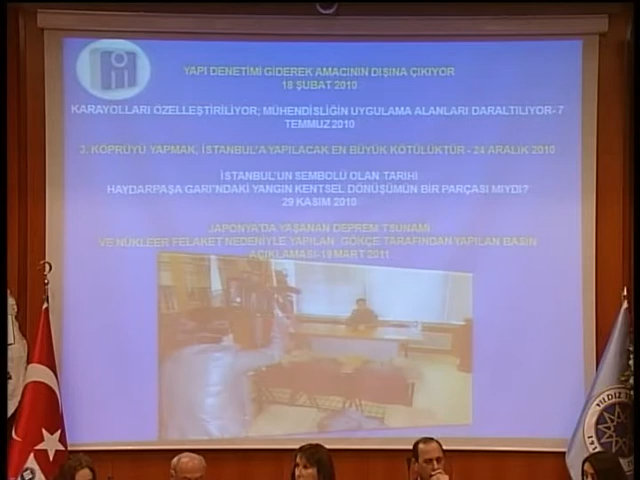 YAPI DENETİMİ GİDEREK AMACININ DIŞINA ÇIKIYOR
18 ŞUBAT 2010
KARAYOLLARI ÖZELLEŞTİRİLİYOR; MÜHENDİSLİĞİN UYGULAMA ALANLARI DARALTILIYOR-7
TEMMUZ 2010
3. KÖPRÜYÜ YAPMAK, İSTANBUL'A YAPILACAK EN BÜYÜK KÖTÜLÜKTÜR - 24 ARALIK 2010
İSTANBUL'UN SEMBOLÜ OLAN TARİHİ
HAYDARPAŞA GARI'NDAKİ YANGIN KENTSEL DÖNÜŞÜMÜN BİR PARÇASI MIYDI?'
29 KASIM 2010
JAPONYA'DA YAŞANAN DEPREM TSUNAMİ
VE NÜKLEER FELAKET NEDENİYLE YAPILAN GÖKÇE TARAFINDAN YAPILAN BASIN
AÇIKLAMASI-19 MART 2011
YILDIZ